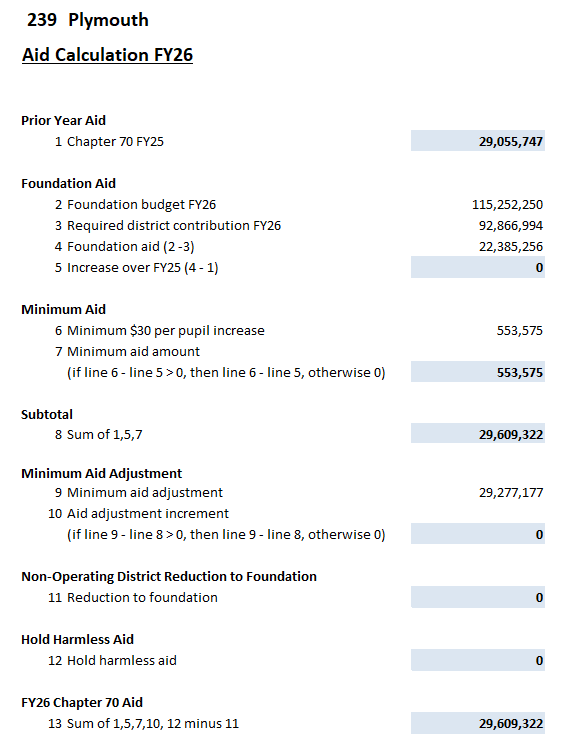 239 Plymouth
Aid Calculation FY26
Prior Year Aid
1 Chapter 70 FY25 29,055,747
Foundation Aid
2 Foundation budget FY26 115,252,250
3 Required district contribution FY26 92,866,994
4 Foundation aid (2 -3) 22,385,256
5 Increase over FY25 (4 - 1) 0
Minimum Aid
6 Minimum $30 per pupil increase 553,575
7 Minimum aid amount
(if line 6 - line 5 > 0, then line 6 - line 5, otherwise 0) 553,575
Subtotal
8 Sum of 1,5,7 29,609,322
Minimum Aid Adjustment
9 Minimum aid adjustment 29,277,177
10 Aid adjustment increment
(if line 9 - line 8 > 0, then line 9 - line 8, otherwise 0) 0
Non-Operating District Reduction to Foundation
11 Reduction to foundation 0
Hold Harmless Aid
12 Hold harmless aid 0
FY26 Chapter 70 Aid
13 Sum of 1,5,7,10, 12 minus 11 29,609,322